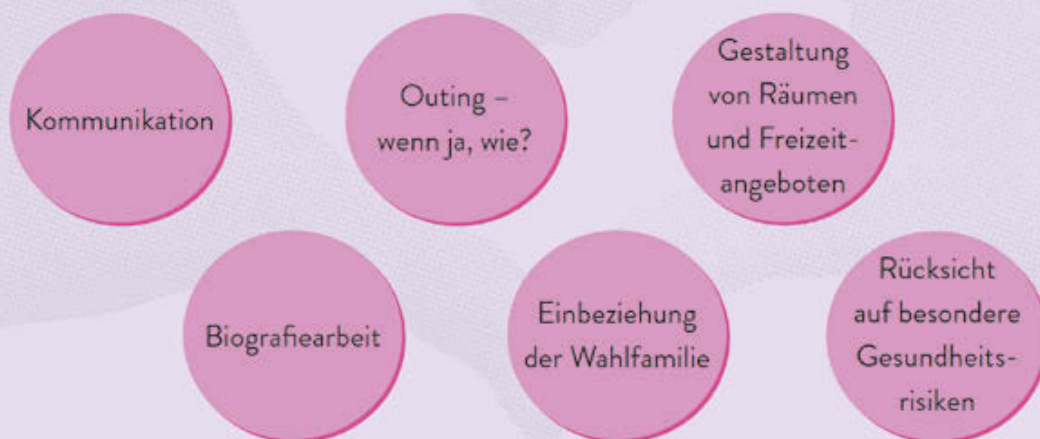 Kommunikation
Outing –
wenn ja, wie?
Gestaltung
von Räumen
und Freizeit-
angeboten
Biografiearbeit
Einbeziehung
der Wahlfamilie
Rücksicht
auf besondere
Gesundheits-
risiken